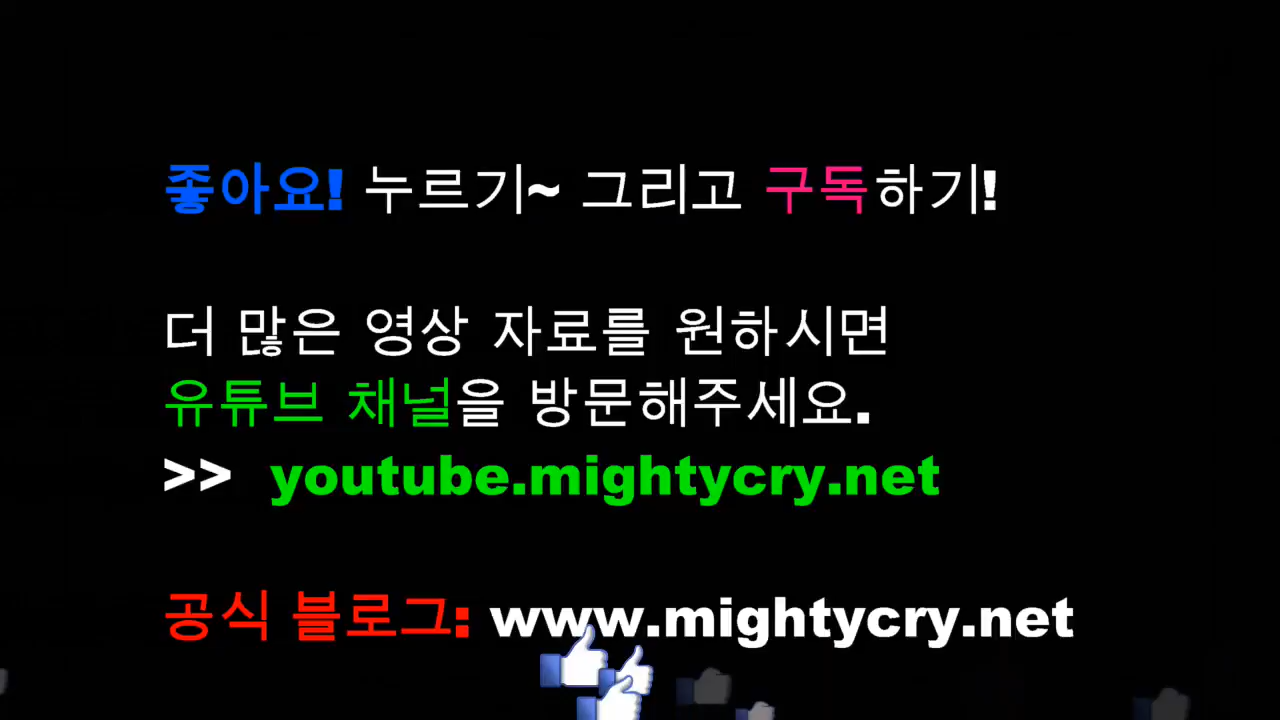 좋아요! 누르기~ 그리고 구독하기!
더 많은 영상 자료를 원하시면
유튜브 채널을 방문해주세요.
>> youtube.mightycry.net
공식 블로그: www.mightycry.net